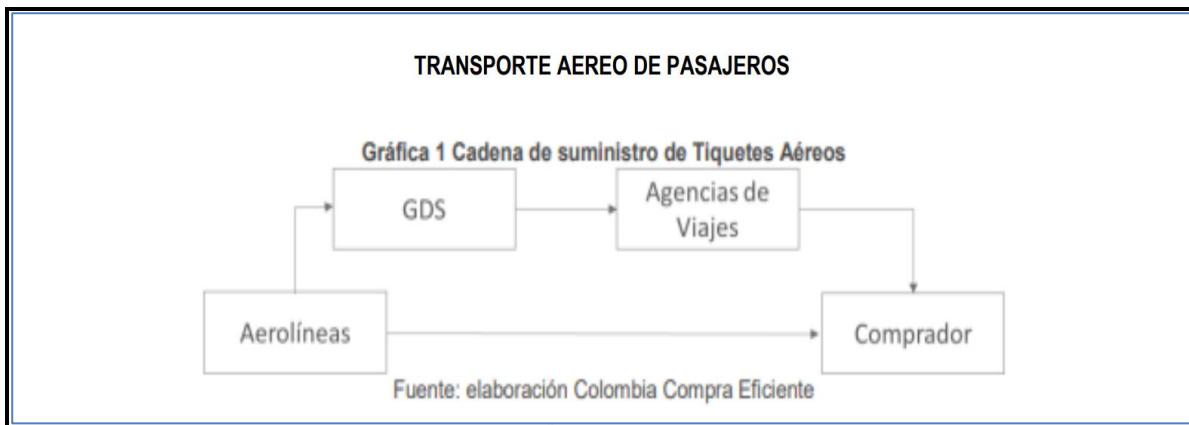 TRANSPORTE AEREO DE PASAJEROS
Gráfica 1 Cadena de suministro de Tiquetes Aéreos
GDS
Agencias de
Viajes
Aerolíneas
Comprador
Fuente: elaboración Colombia Compra Eficiente